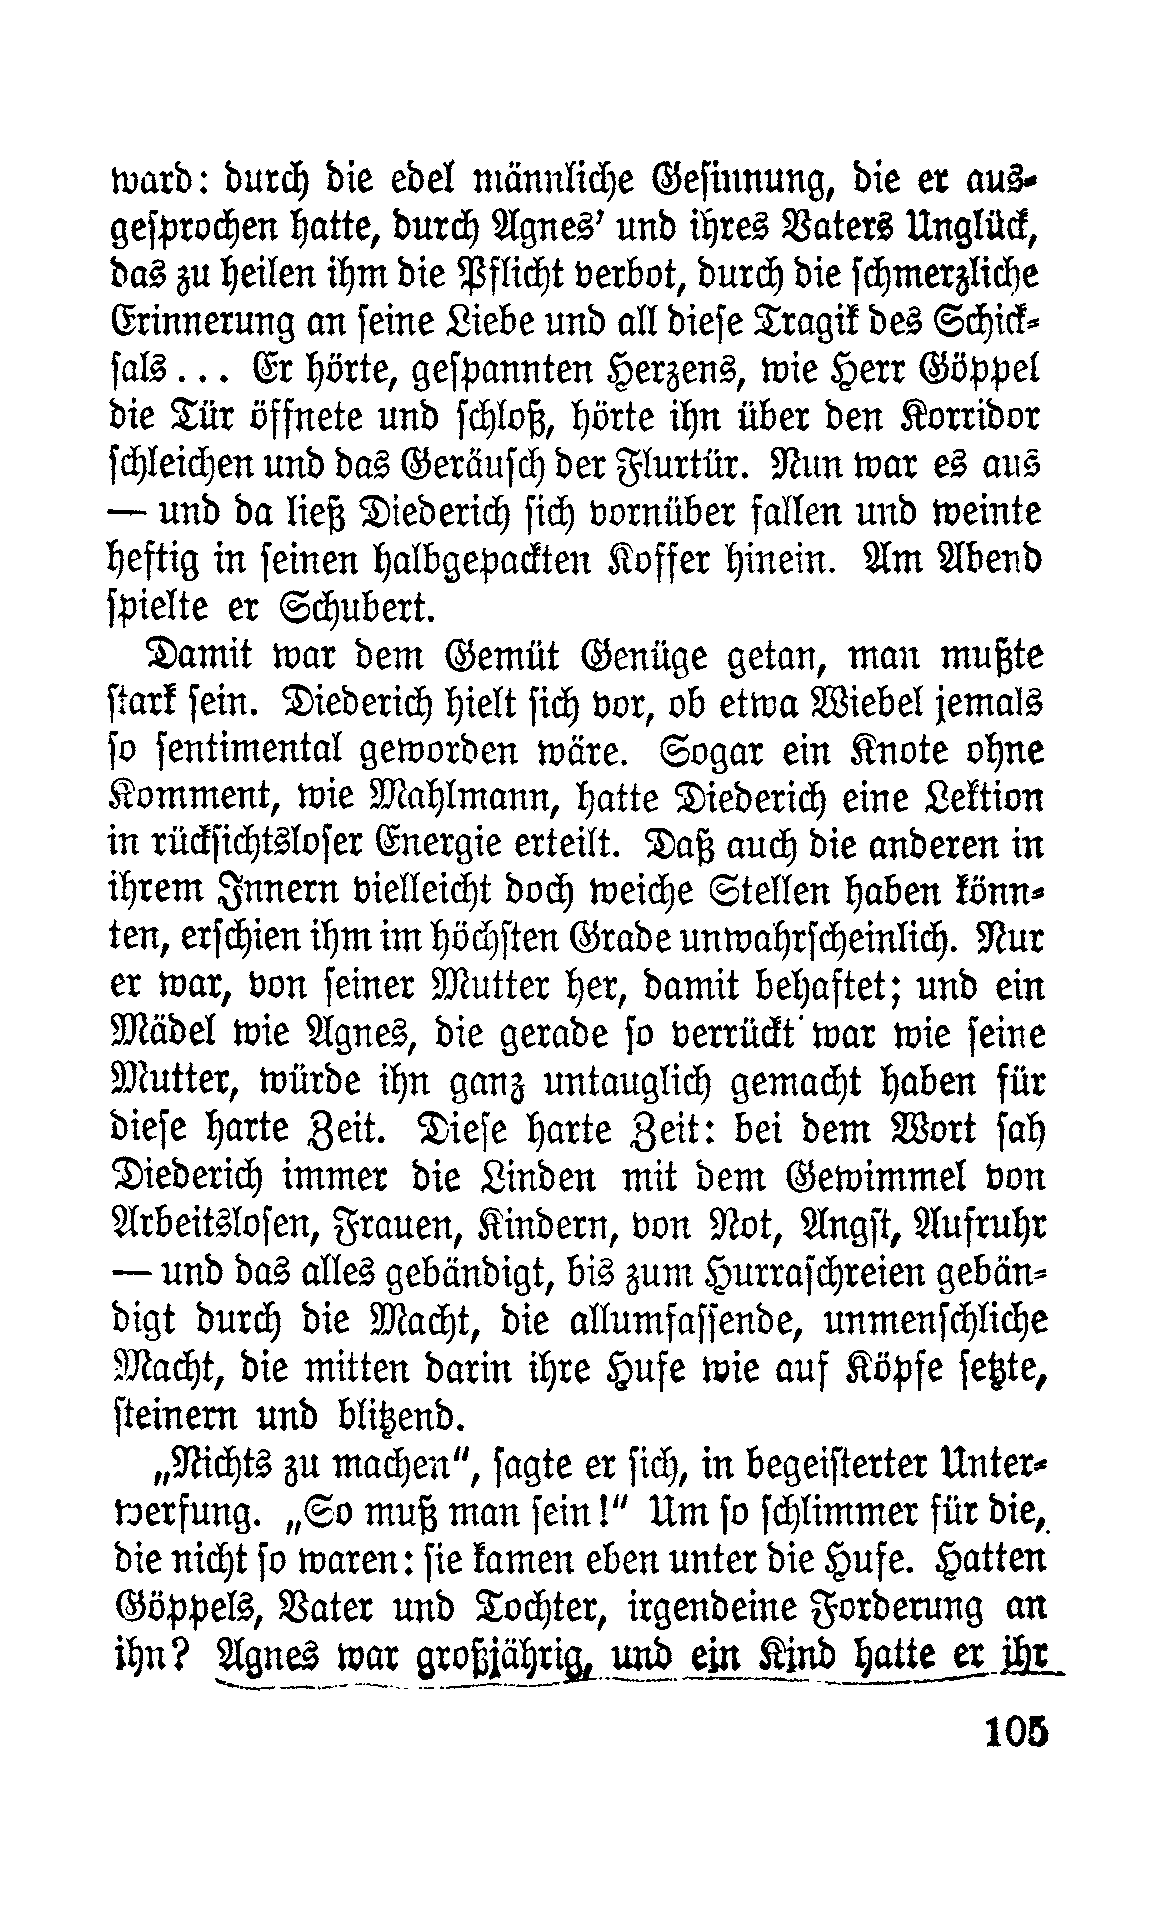 ward: durch die edel männliche Gesinnung, die er aus-
gesprochen hatte, durch Agnes' und ihres Vaters Unglück,
das zu heilen ihm die Pflicht verbot, durch die schmerzliche
Erinnerung an seine Liebe und all diese Tragik des Schick-
sals... Er hörte, gespannten Herzens, wie Herr Göppel
die Tür öffnete und schloß, hörte ihn über den Korridor
schleichen und das Geräusch der Flurtür. Nun war es aus
— und da ließ Diederich sich vornüber fallen und weinte
heftig in seinen halbgepackten Koffer hinein. Am Abend
spielte er Schubert.
Damit war dem Gemüt Genüge getan, man mußte
stark sein. Diederich hielt sich vor, ob etwa Wiebel jemals
so sentimental geworden wäre. Sogar ein Knote ohne
Komment, wie Mahlmann, hatte Diederich eine Lektion
in rücksichtsloser Energie erteilt. Daß auch die anderen in
ihrem Innern vielleicht doch weiche Stellen haben könn-
ten, erschien ihm im höchsten Grade unwahrscheinlich. Nur
er war, von seiner Mutter her, damit behaftet; und ein
Mädel wie Agnes, die gerade so verrückt war wie seine
Mutter, würde ihn ganz untauglich gemacht haben für
diese harte Zeit. Diese harte Zeit: bei dem Wort sah
Diederich immer die Linden mit dem Gewimmel von
Arbeitslosen, Frauen, Kindern, von Not, Angst, Aufruhr
— und das alles gebändigt, bis zum Hurraschreien gebän-
digt durch die Macht, die allumfassende, unmenschliche
Macht, die mitten darin ihre Hufe wie auf Köpfe setzte,
steinern und blitzend.
„Nichts zu machen“, sagte er sich, in begeisterter Unter-
werfung. „So muß man sein!“ Um so schlimmer für die,
die nicht so waren: sie kamen eben unter die Hufe. Hatten
Göppels, Vater und Tochter, irgendeine Forderung an
ihn? Agnes war großjährig, und ein Kind hatte er ihr
105